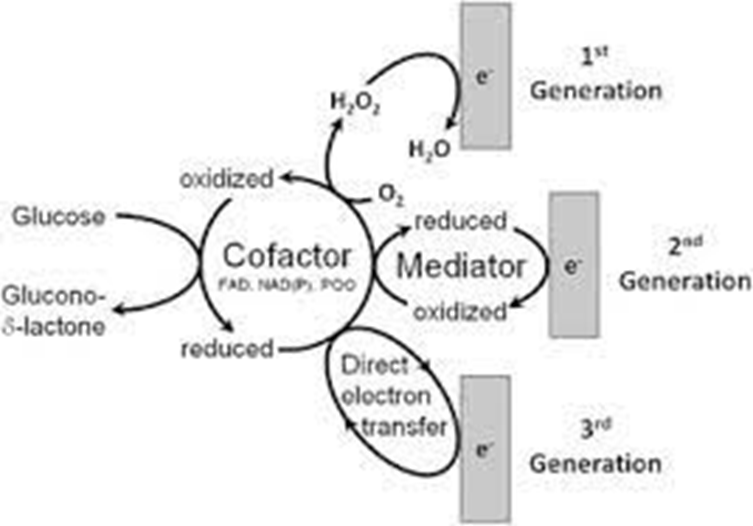 1st
Generation
e-
H2O2
H2O
oxidized
O2
Glucose
reduced
Cofactor
Mediator
e-
2nd
Generation
FAD, NAD(P), PQQ
Glucono-
δ-lactone
oxidized
reduced
Direct
electron
transfer
e-
3rd
Generation